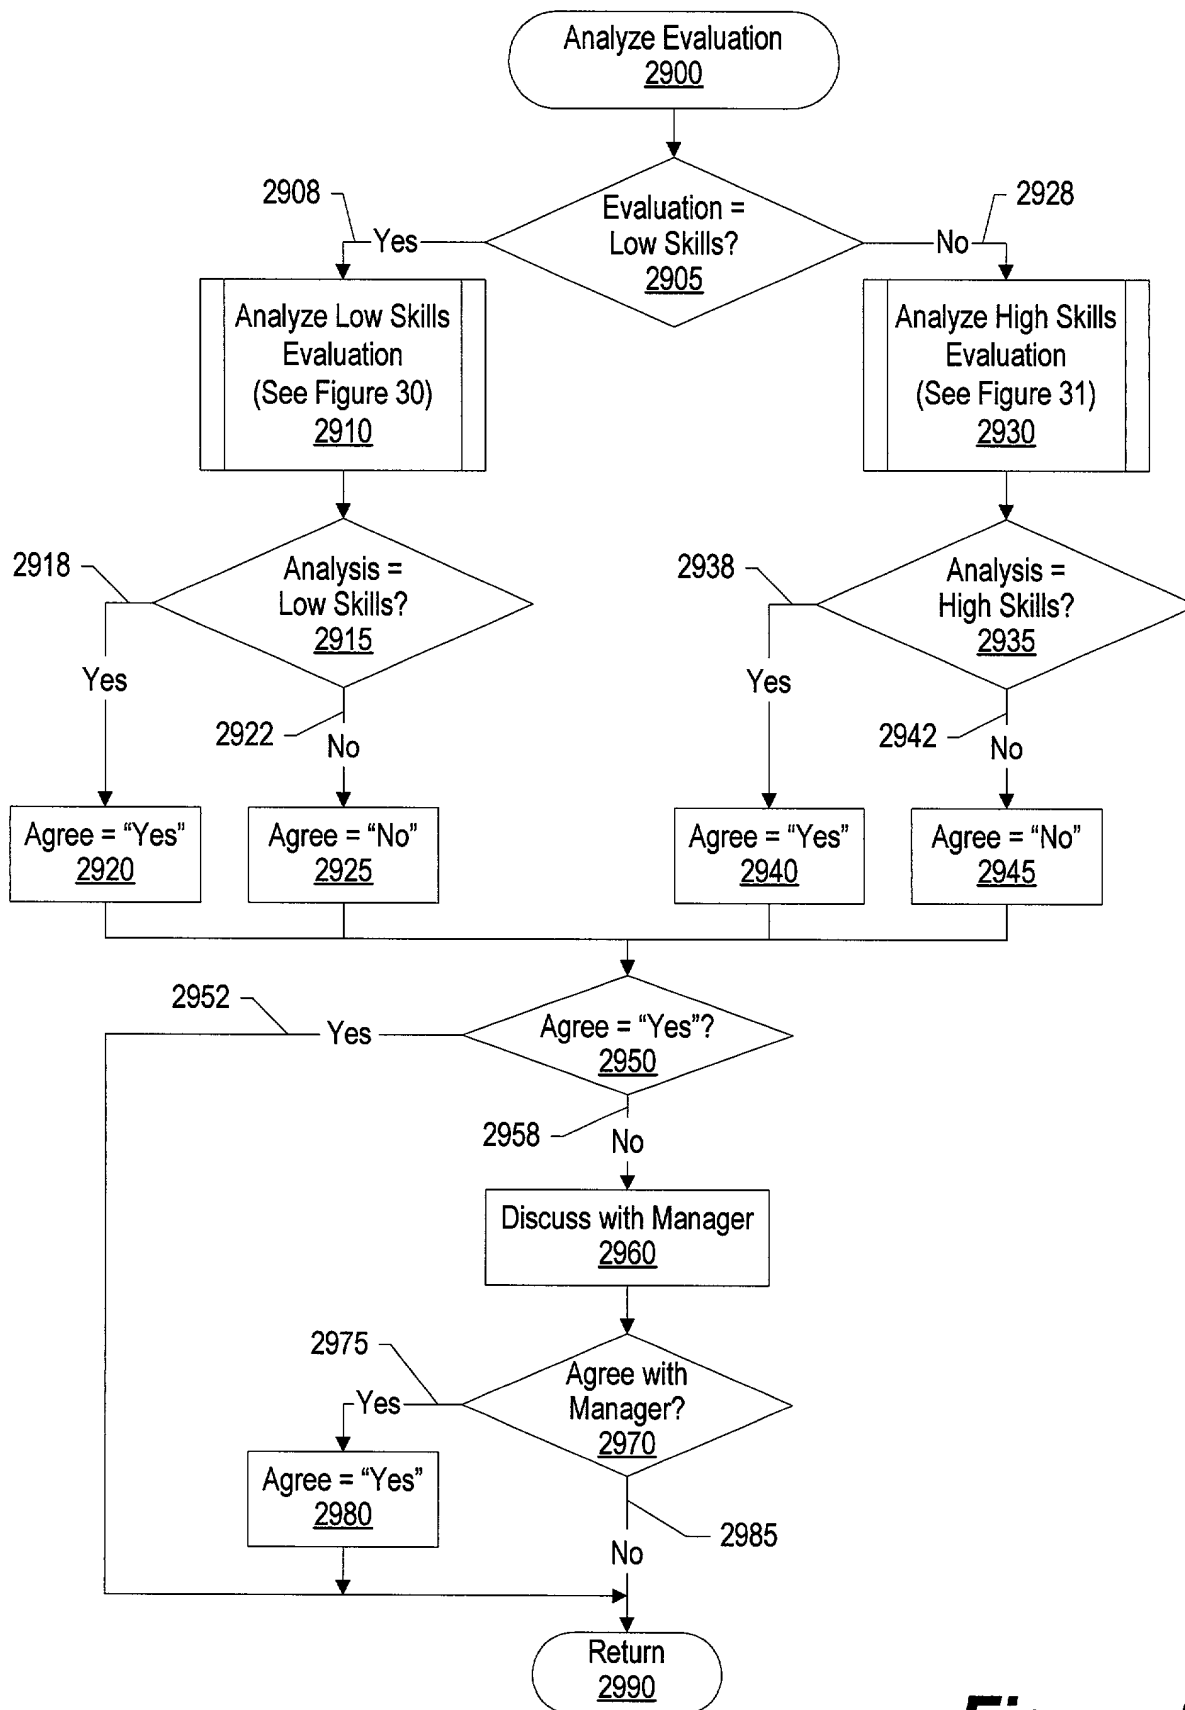 Analyze Evaluation
2900
2908
2928
Evaluation =
Low Skills?
2905
Yes
No
Analyze Low Skills
Evaluation
(See Figure 30)
2910
Analyze High Skills
Evaluation
(See Figure 31)
2930
2918
Analysis =
Low Skills?
2915
2938
Analysis =
High Skills?
2935
Yes
2922
No
Yes
2942
No
Agree = “Yes”
2920
Agree = “No”
2925
Agree = “Yes”
2940
Agree = “No”
2945
2952
Yes
Agree = “Yes”?
2950
2958
No
Discuss with Manager
2960
2975
Yes
Agree with
Manager?
2970
Agree = “Yes”
2980
2985
No
Return
2990